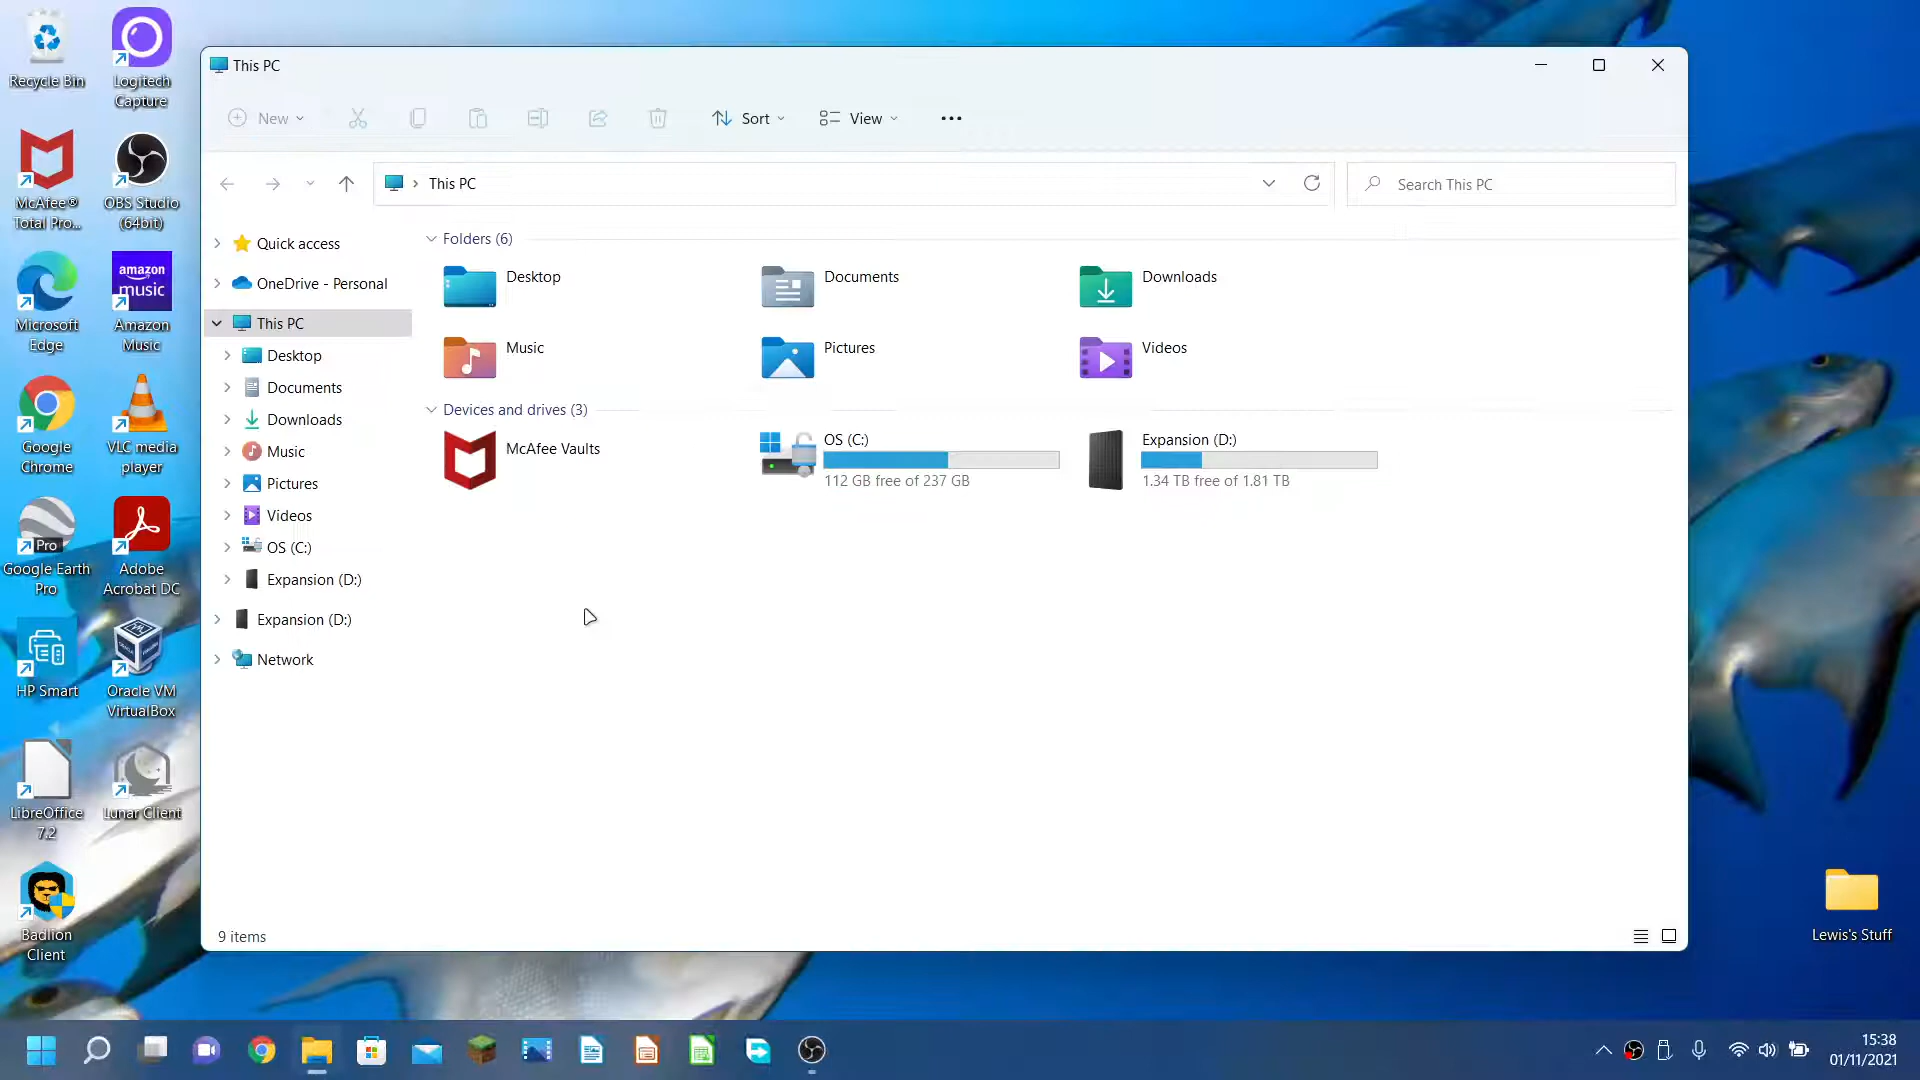 Recycle Bin
Logitech
Capture
McAfee®
Total Pro...
OBS Studio
(64bit)
Microsoft
Edge
amazon
music
Amazon
Music
Google
Chrome
VLC media
player
Pro
Google Earth
Pro
Adobe
Acrobat DC
HP Smart
Oracle VM
VirtualBox
LibreOffice
7.2
Lunar Client
Badlion
Client
This PC
New
Sort
View
This PC
Search This PC
Quick access
OneDrive - Personal
This PC
Desktop
Documents
Downloads
Music
Pictures
Videos
OS (C:)
Expansion (D:)
Expansion (D:)
Network
Folders (6)
Desktop
Documents
Downloads
Music
Pictures
Videos
Devices and drives (3)
McAfee Vaults
OS (C:)
112 GB free of 237 GB
Expansion (D:)
1.34 TB free of 1.81 TB
9 items
Lewis's Stuff
15:38
01/11/2021